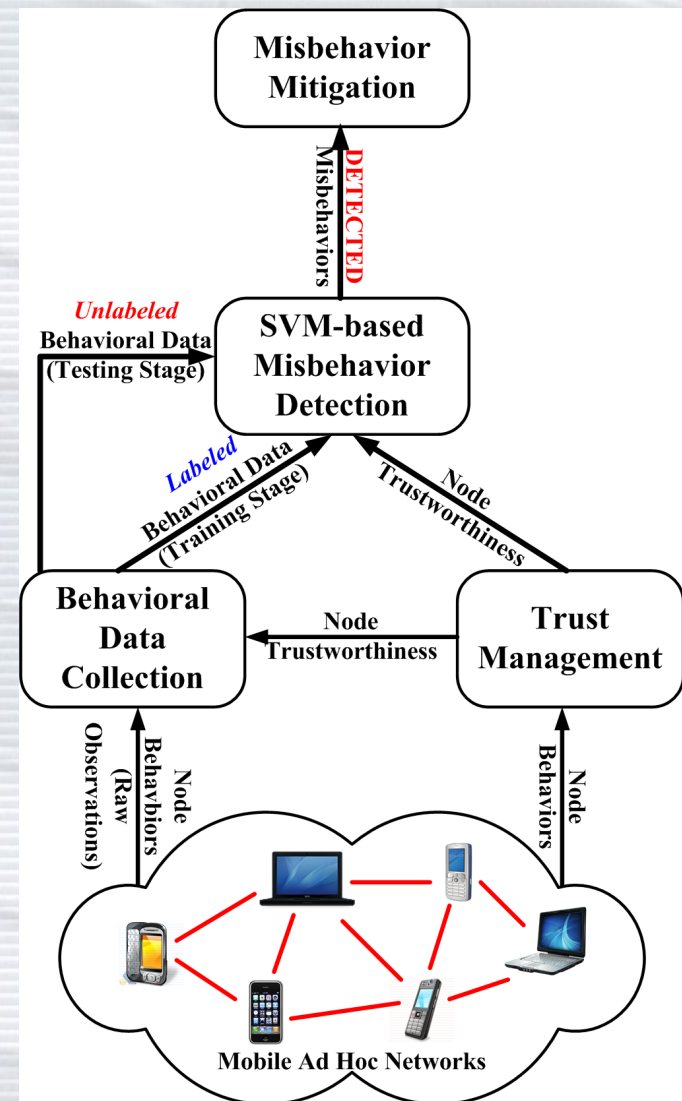 Misbehavior
Mitigation
Misbehaviors
DETECTED
Unlabeled
Behavioral Data
(Testing Stage)
SVM-based
Misbehavior
Detection
Labeled
Behavioral Data
(Training Stage)
Node
Trustworthiness
Behavioral
Data
Collection
Node
Trustworthiness
Trust
Management
Node
Behavbiors
(Raw
Observations)
Node
Behaviors
Mobile Ad Hoc Networks